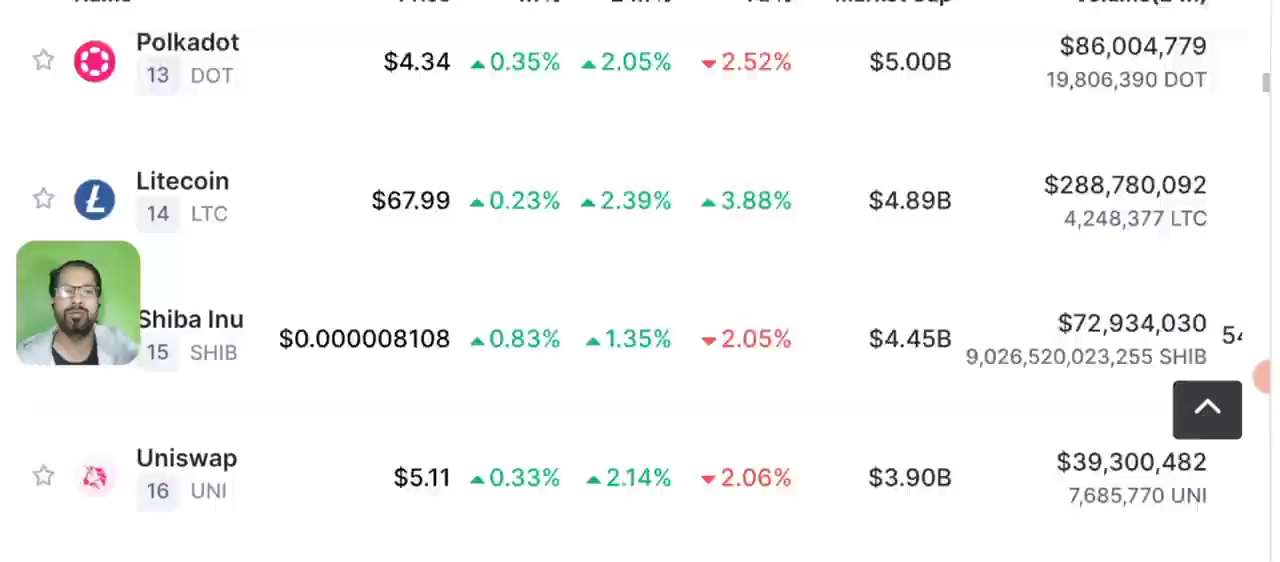 Polkadot
13 DOT
$4.34 0.35% 2.05% 2.52% $5.00B
$86,004,779
19,806,390 DOT
Litecoin
14 LTC
$67.99 0.23% 2.39% 3.88% $4.89B
$288,780,092
4,248,377 LTC
Shiba Inu
15 SHIB
$0.000008108 0.83% 1.35% 2.05% $4.45B
$72,934,030
9,026,520,023,255 SHIB
Uniswap
16 UNI
$5.11 0.33% 2.14% 2.06% $3.90B
$39,300,482
7,685,770 UNI